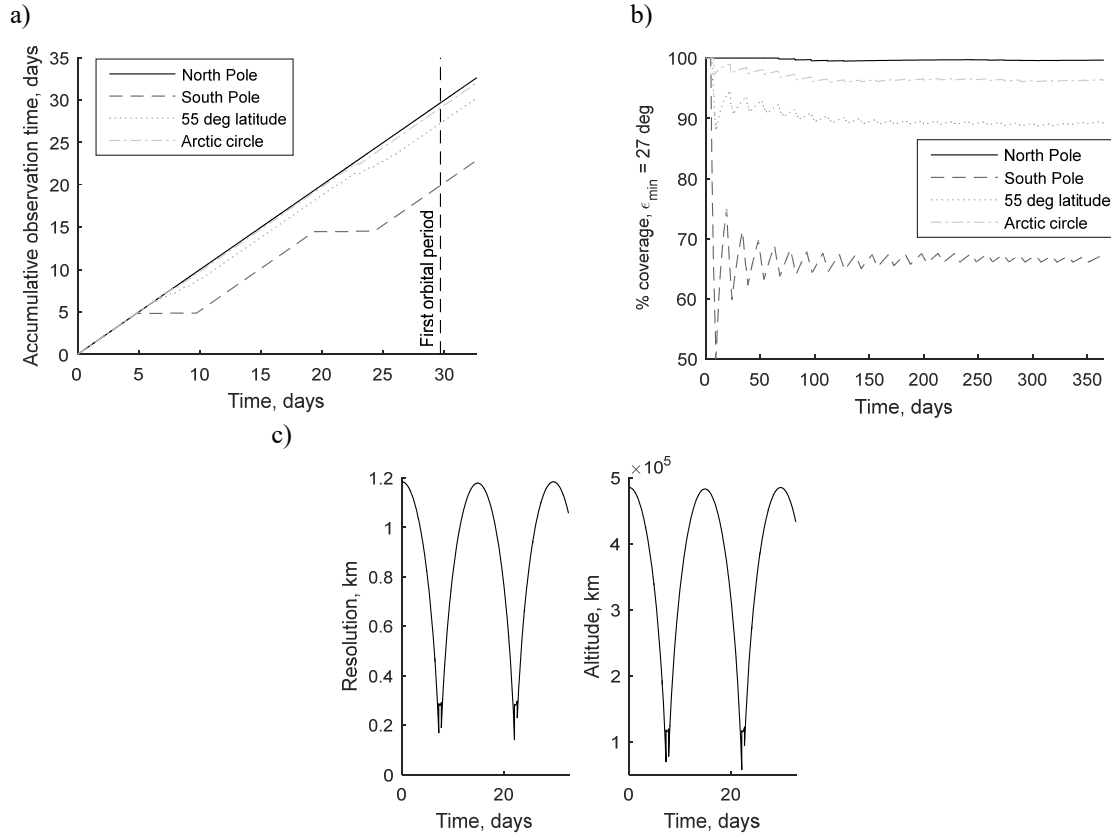 a)
Accumulative observation time, days
35
30
25
20
15
10
5
0
North Pole
South Pole
55 deg latitude
Arctic circle
First orbital period
0 5 10 15 20 25 30
Time, days
b)
% coverage, ϵmin = 27 deg
100
90
80
70
60
50
North Pole
South Pole
55 deg latitude
Arctic circle
0 50 100 150 200 250 300 350
Time, days
c)
Resolution, km
1.2
1
0.8
0.6
0.4
0.2
0
0 20
Time, days
Altitude, km
×10⁵
5
4
3
2
1
0 20
Time, days